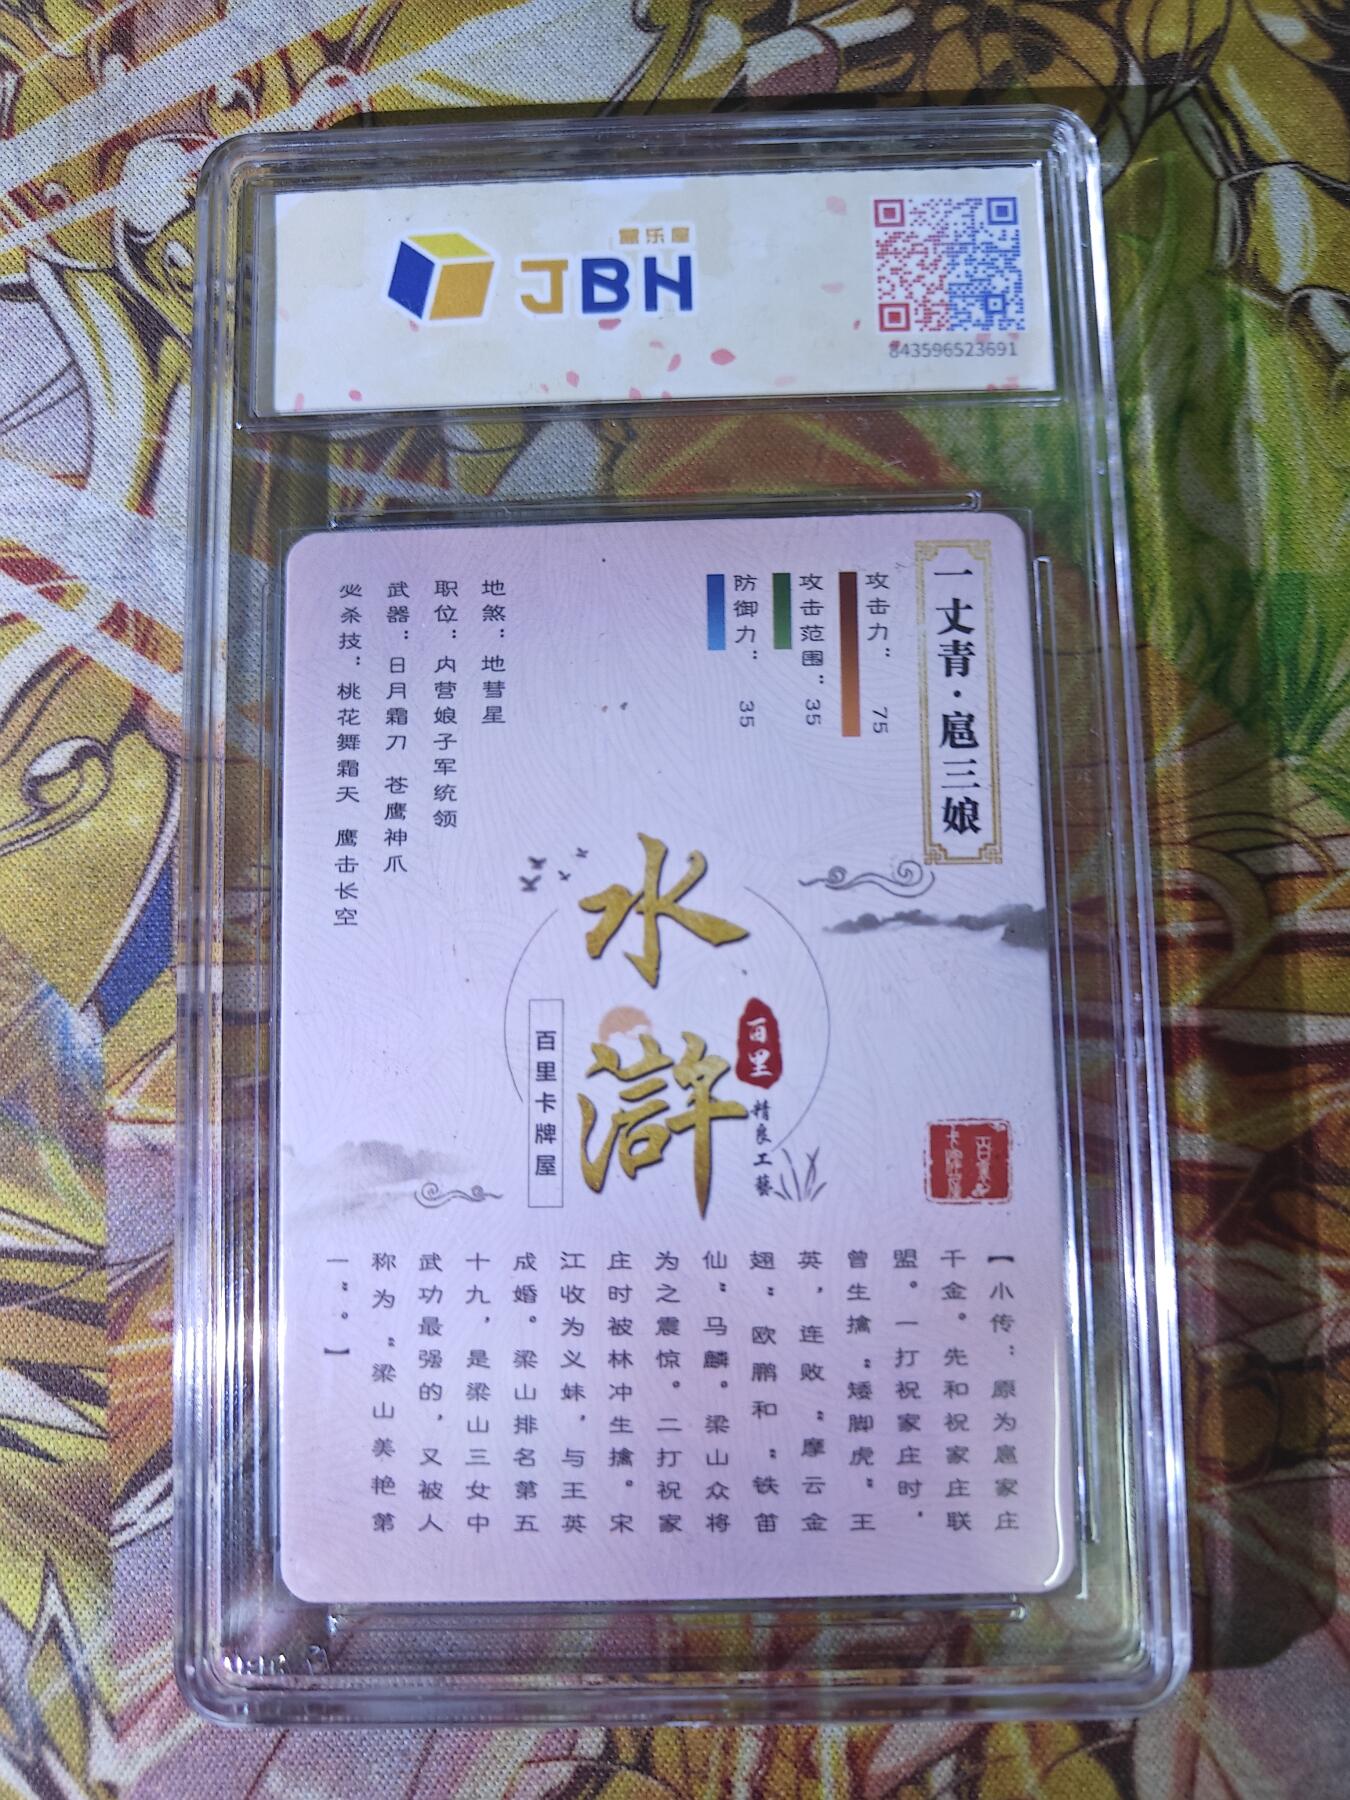 JBH
843596523691
一丈青·扈三娘
攻击力： 75
攻击范围： 35
防御力： 35
地煞：地彗星
职位：内营娘子军统领
武器：日月霜刀 苍鹰神爪
必杀技：桃花舞霜天 鹰击长空
水浒
百里
精良工藝
百里卡牌屋
【小传：原为扈家庄
千金。先和祝家庄联
盟。一打祝家庄时，
曾生擒“矮脚虎”王
英，连败“摩云金
翅”欧鹏和“铁笛
仙”马麟。梁山众将
为之震惊。二打祝家
庄时被林冲生擒。宋
江收为义妹，与王英
成婚。梁山排名第五
十九，是梁山三女中
武功最强的，又被人
称为“梁山美艳第
一”。】